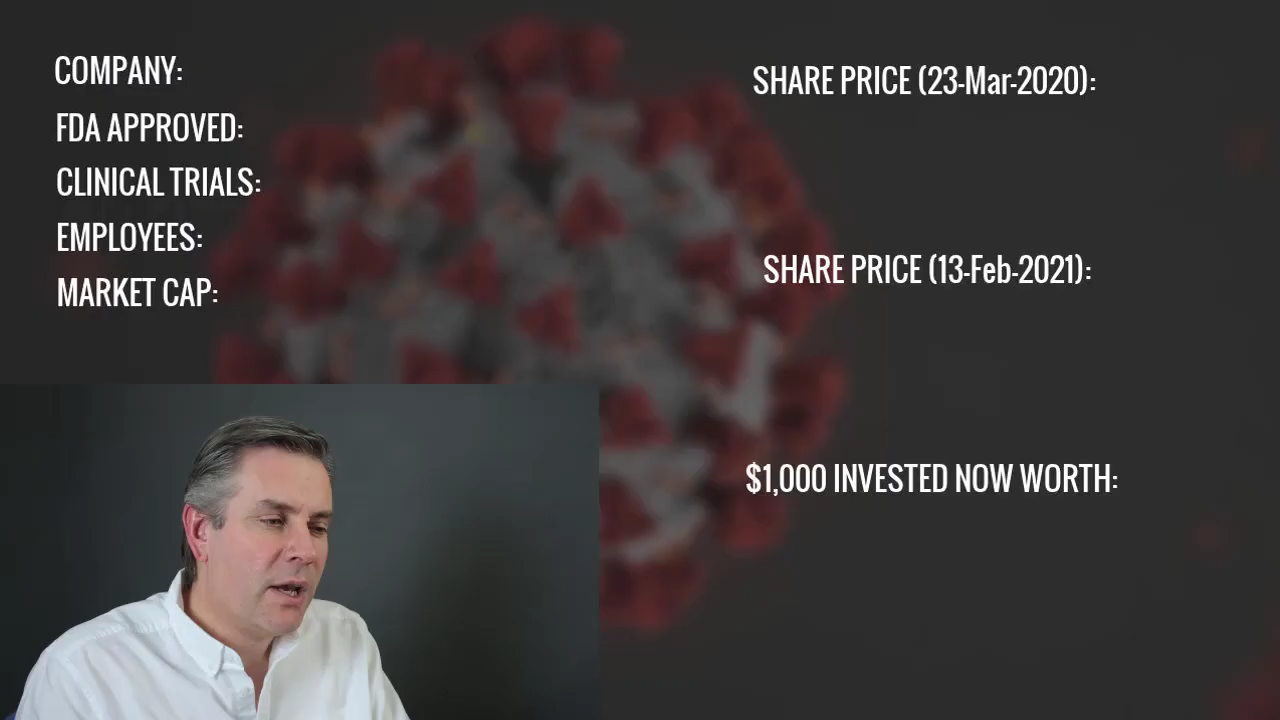 COMPANY:
FDA APPROVED:
CLINICAL TRIALS:
EMPLOYEES:
MARKET CAP:
SHARE PRICE (23-Mar-2020):
SHARE PRICE (13-Feb-2021):
$1,000 INVESTED NOW WORTH: